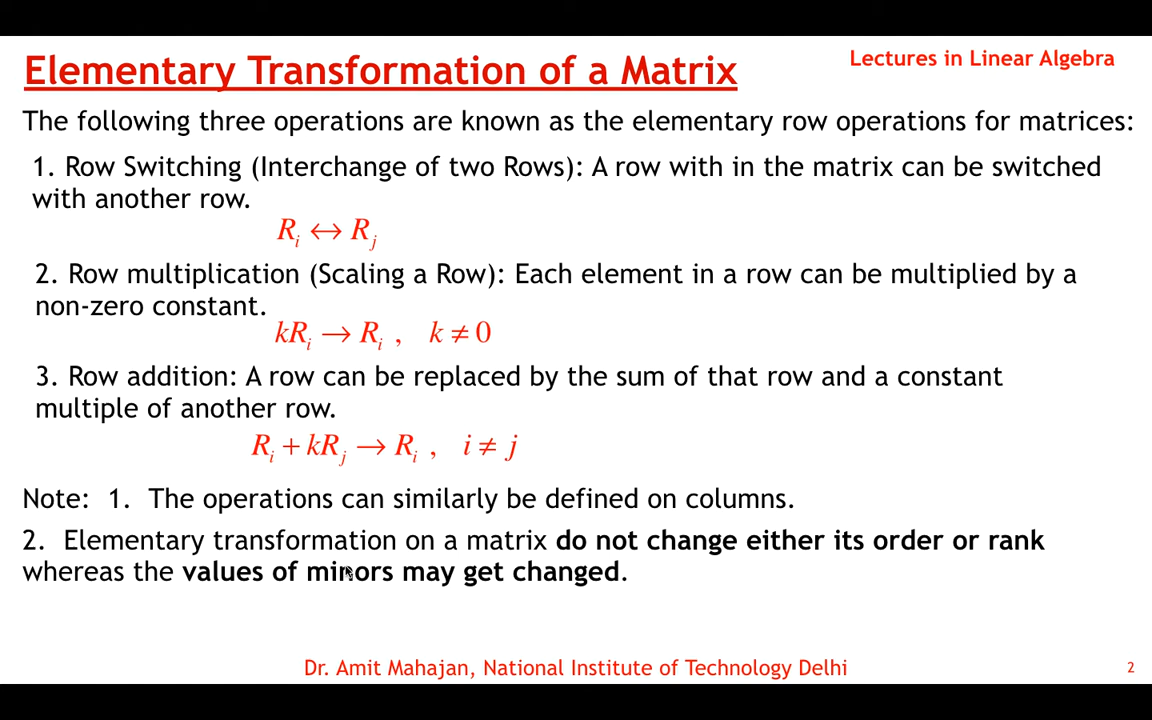 Elementary Transformation of a Matrix
Lectures in Linear Algebra
The following three operations are known as the elementary row operations for matrices:
1. Row Switching (Interchange of two Rows): A row with in the matrix can be switched
with another row.
Rᵢ ↔ Rⱼ
2. Row multiplication (Scaling a Row): Each element in a row can be multiplied by a
non-zero constant.
kRᵢ → Rᵢ , k ≠ 0
3. Row addition: A row can be replaced by the sum of that row and a constant
multiple of another row.
Rᵢ + kRⱼ → Rᵢ , i ≠ j
Note: 1. The operations can similarly be defined on columns.
2. Elementary transformation on a matrix do not change either its order or rank
whereas the values of minors may get changed.
Dr. Amit Mahajan, National Institute of Technology Delhi
2